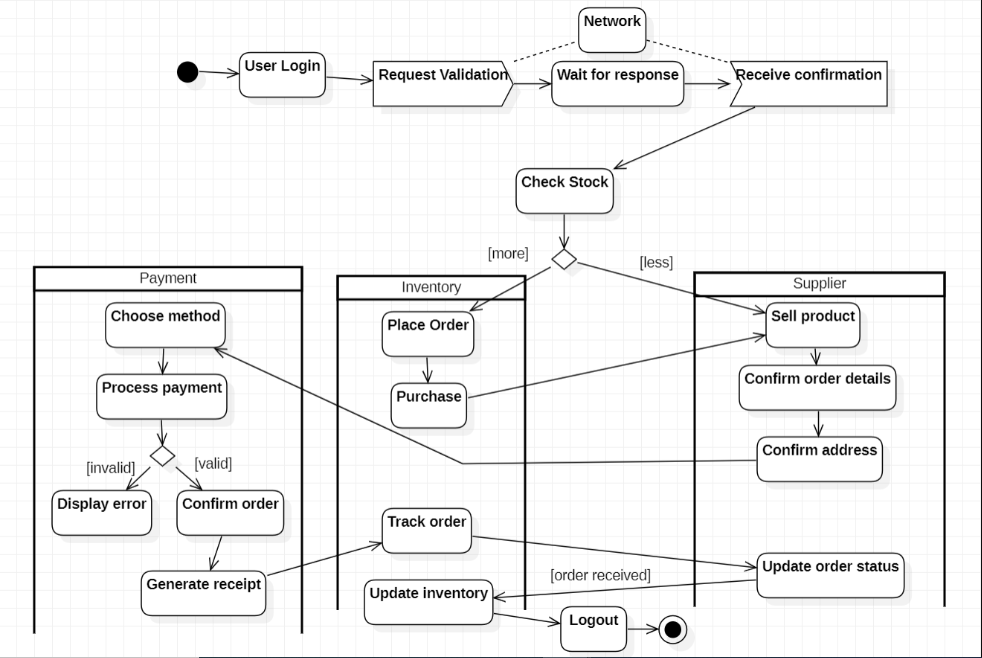 Network
User Login
Request Validation
Wait for response
Receive confirmation
Check Stock
[more]
[less]
Payment
Inventory
Supplier
Choose method
Place Order
Sell product
Process payment
Purchase
Confirm order details
Confirm address
[invalid]
[valid]
Display error
Confirm order
Track order
Generate receipt
Update order status
[order received]
Update inventory
Logout